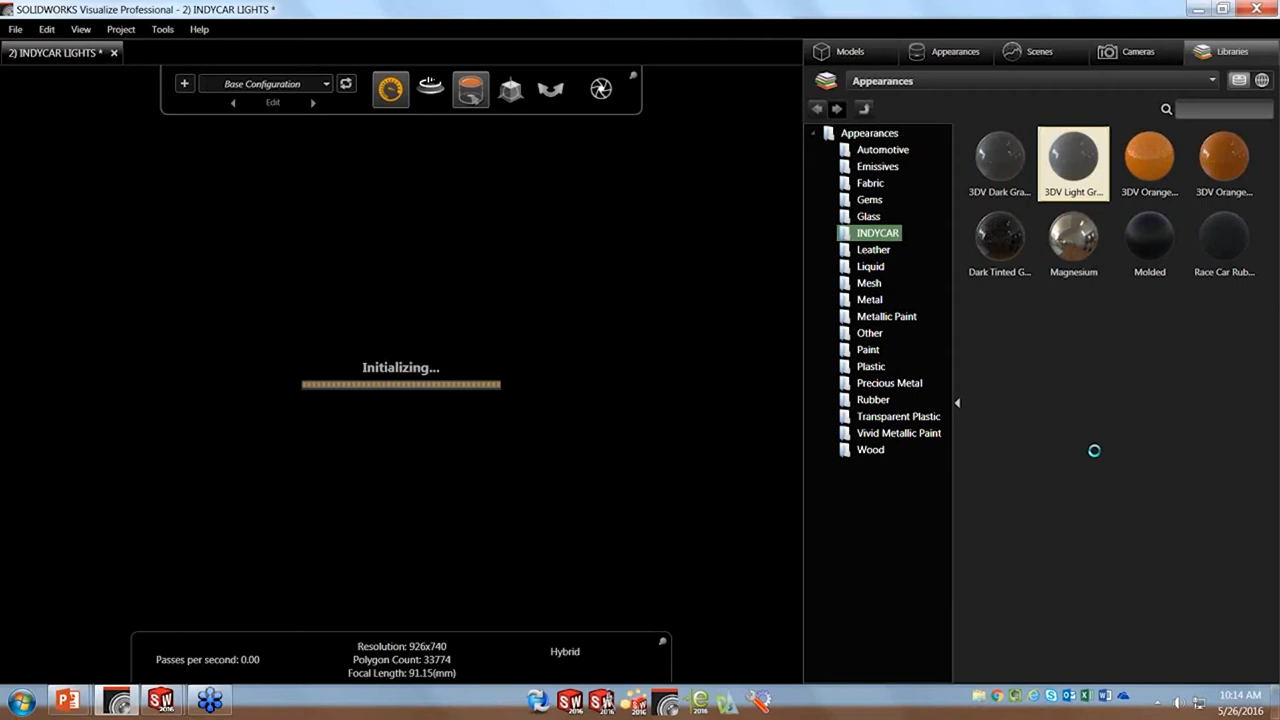 SOLIDWORKS Visualize Professional - 2) INDYCAR LIGHTS *
File Edit View Project Tools Help
2) INDYCAR LIGHTS *
Models Appearances Scenes Cameras Libraries
Base Configuration
Edit
Appearances
Appearances
Automotive
Emissives
Fabric
Gems
Glass
INDYCAR
Leather
Liquid
Mesh
Metal
Metallic Paint
Other
Paint
Plastic
Precious Metal
Rubber
Transparent Plastic
Vivid Metallic Paint
Wood
3DV Dark Gra... 3DV Light Gr... 3DV Orange... 3DV Orange...
Dark Tinted G... Magnesium Molded Race Car Rub...
Initializing...
Passes per second: 0.00
Resolution: 926x740
Polygon Count: 33774
Focal Length: 91.15(mm)
Hybrid
10:14 AM
5/26/2016